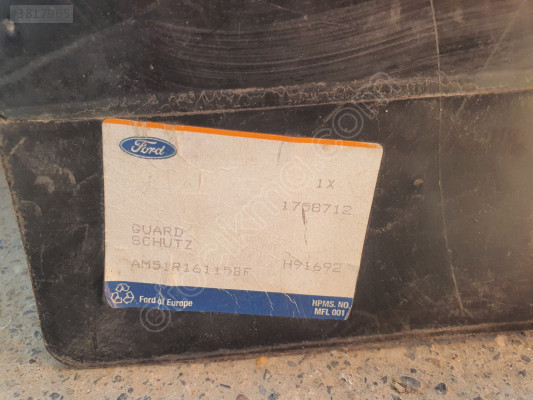 Ford
1X
1758712
GUARD
SCHUTZ
AM51R16115BF H91692
Ford of Europe
HPMS. NO.
MFL 001